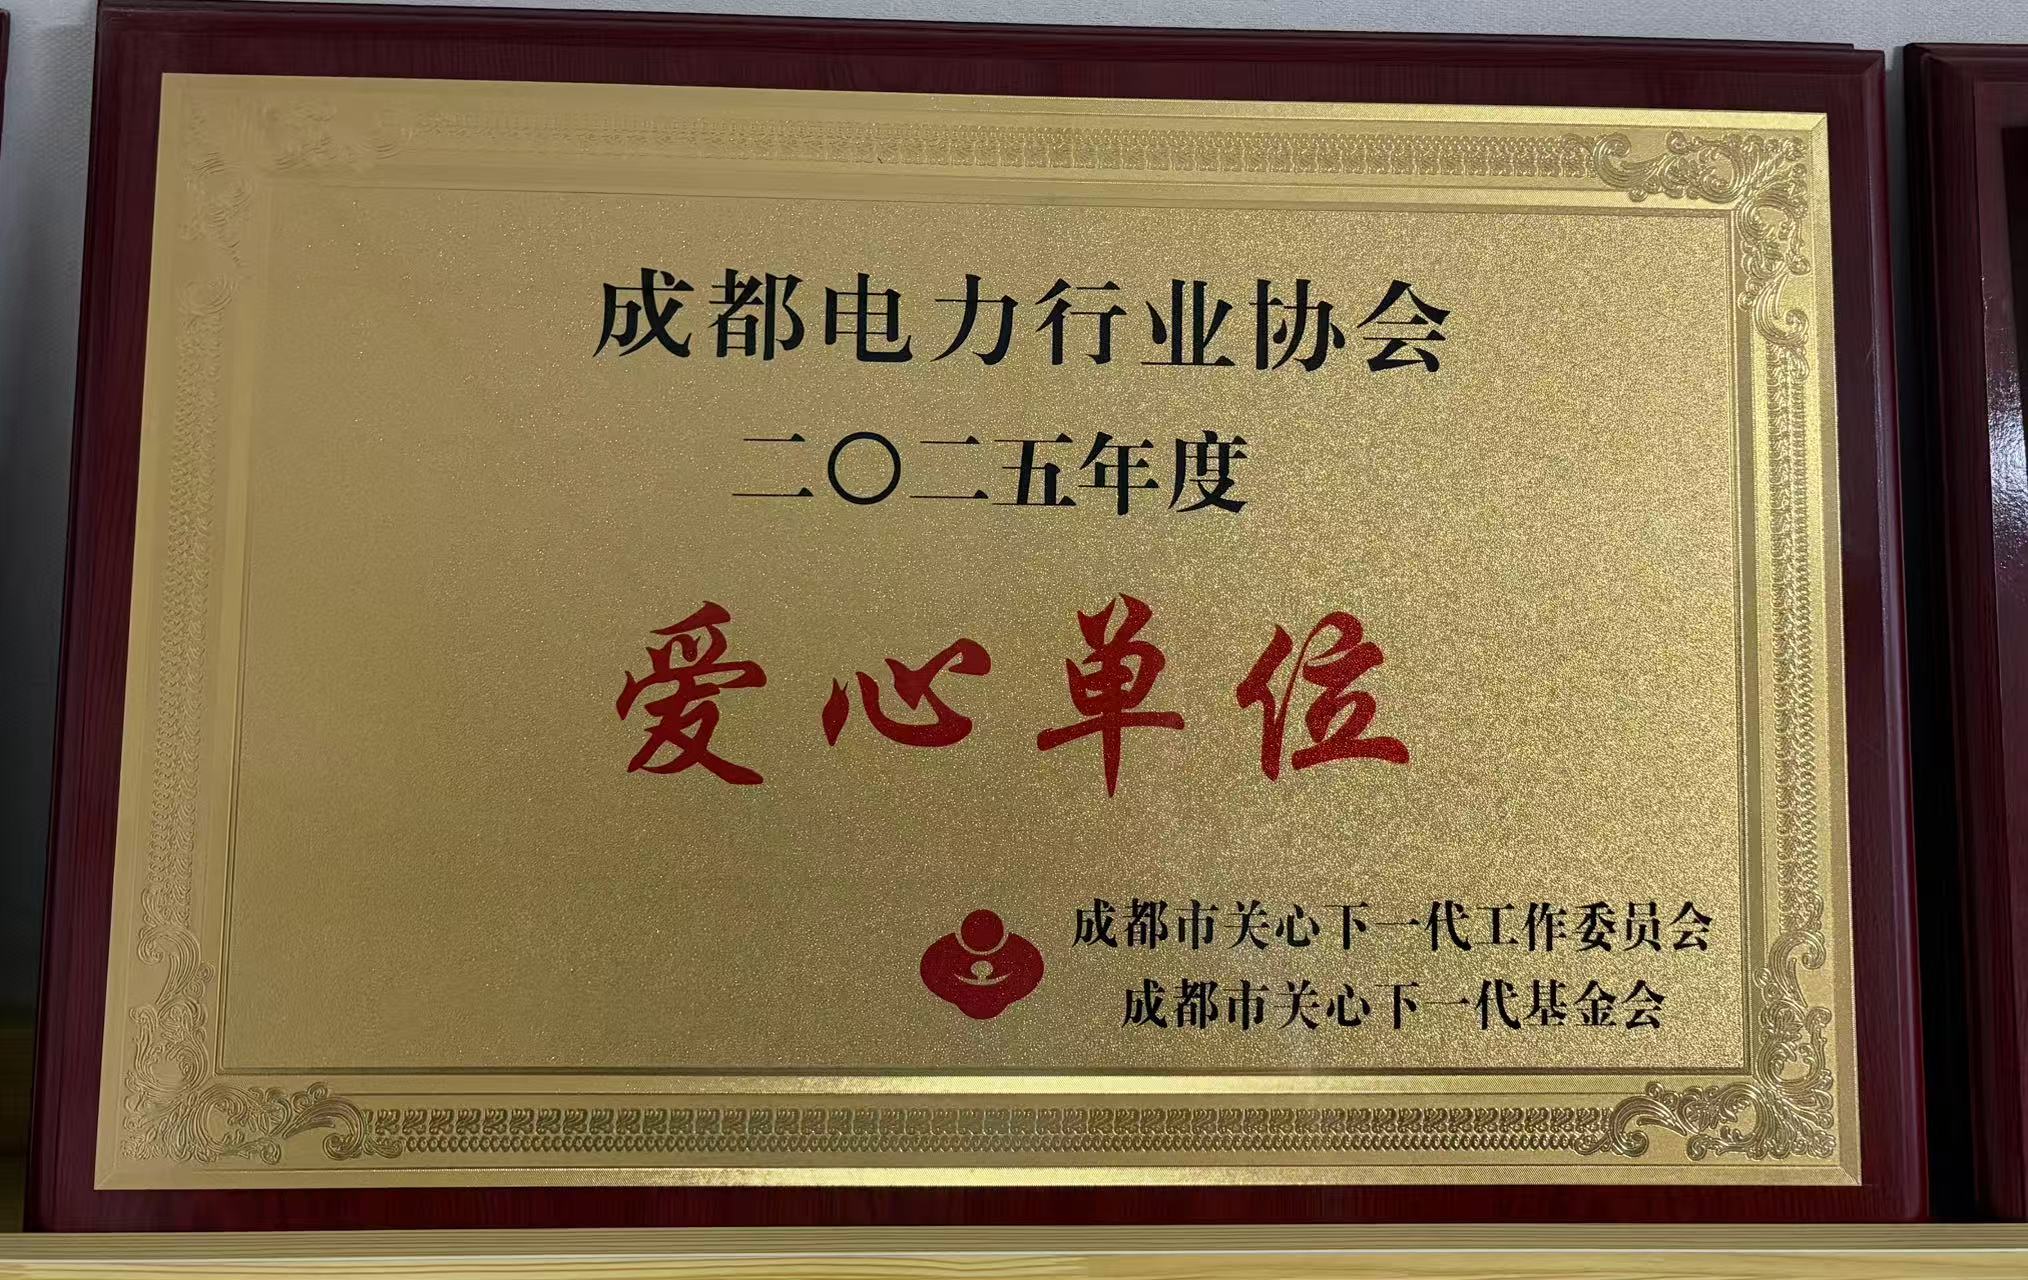 成都电力行业协会
二〇二五年度
爱心单位
成都市关心下一代工作委员会
成都市关心下一代基金会